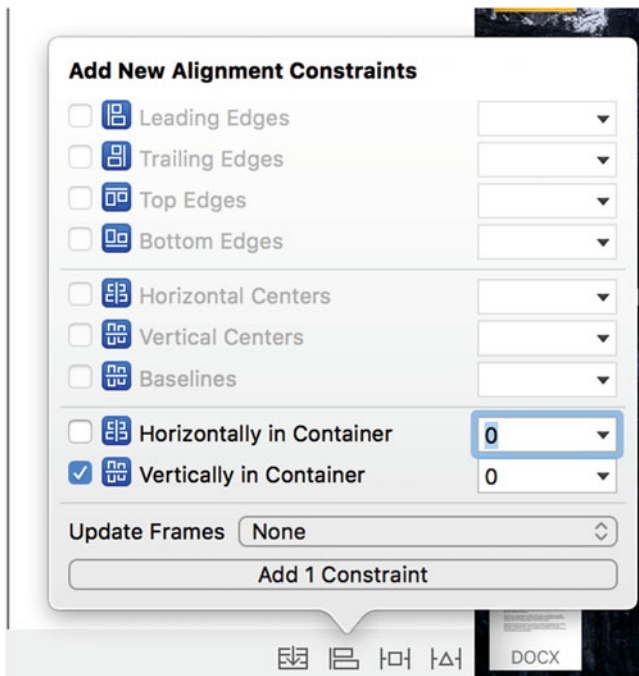 Add New Alignment Constraints
Leading Edges
Trailing Edges
Top Edges
Bottom Edges
Horizontal Centers
Vertical Centers
Baselines
Horizontally in Container 0
Vertically in Container 0
Update Frames None
Add 1 Constraint
DOCX